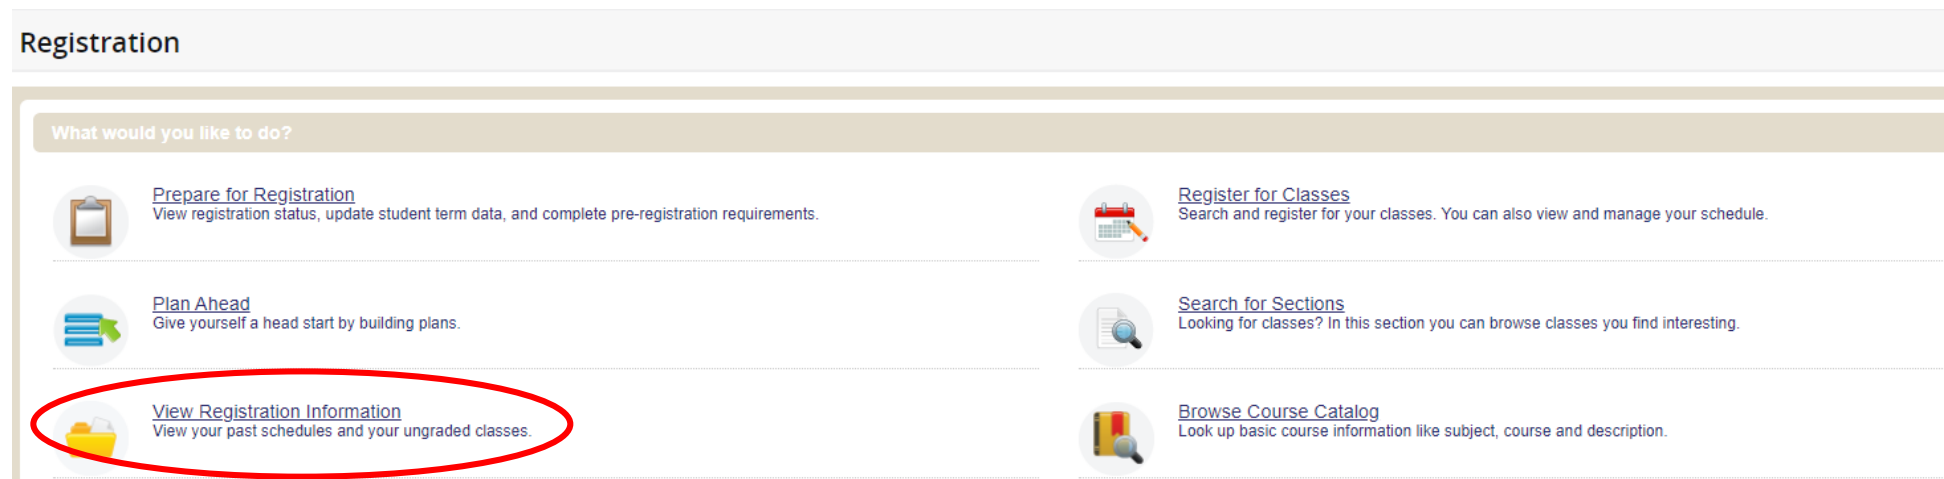 Registration
What would you like to do?
Prepare for Registration
View registration status, update student term data, and complete pre-registration requirements.
Register for Classes
Search and register for your classes. You can also view and manage your schedule.
Plan Ahead
Give yourself a head start by building plans.
Search for Sections
Looking for classes? In this section you can browse classes you find interesting.
View Registration Information
View your past schedules and your ungraded classes.
Browse Course Catalog
Look up basic course information like subject, course and description.